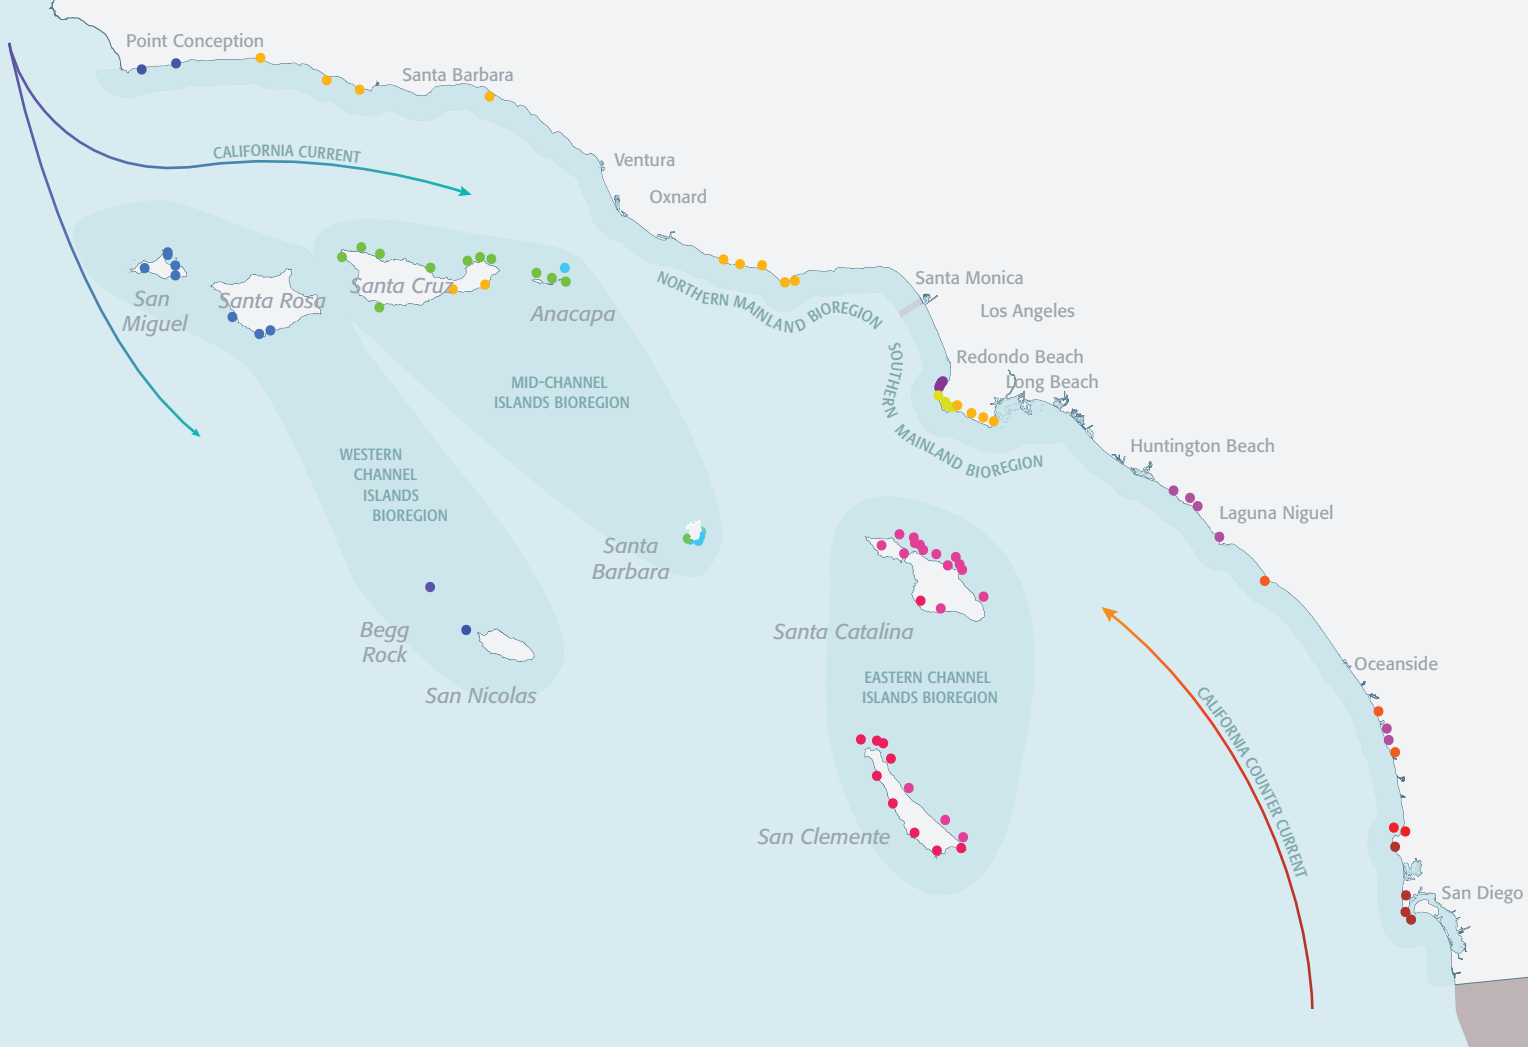 Point Conception
Santa Barbara
CALIFORNIA CURRENT
Ventura
Oxnard
San
Miguel
Santa Rosa
Santa Cruz
Anacapa
NORTHERN MAINLAND BIOREGION
Santa Monica
Los Angeles
Redondo Beach
Long Beach
SOUTHERN MAINLAND BIOREGION
MID-CHANNEL
ISLANDS BIOREGION
WESTERN
CHANNEL
ISLANDS
BIOREGION
Huntington Beach
Laguna Niguel
Santa
Barbara
Begg
Rock
San Nicolas
Santa Catalina
EASTERN CHANNEL
ISLANDS BIOREGION
Oceanside
CALIFORNIA COUNTER CURRENT
San Clemente
San Diego